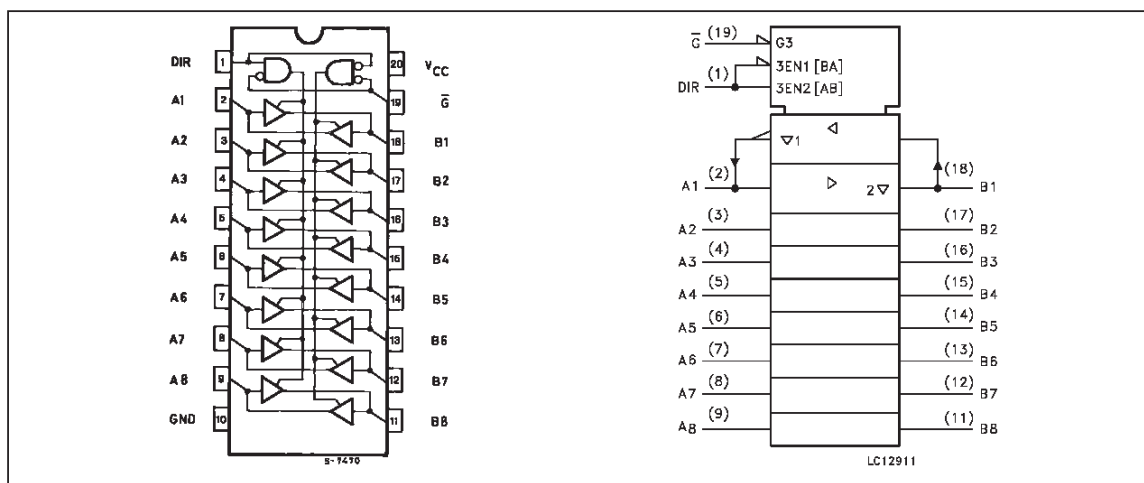 DIR 1 20 VCC
A1 2 19 G̅
A2 3 18 B1
A3 4 17 B2
A4 5 16 B3
A5 6 15 B4
A6 7 14 B5
A7 8 13 B6
A8 9 12 B7
GND 10 11 B8
S-7470
G̅ (19) G3
3EN1 [BA]
DIR (1) 3EN2 [AB]
▽1 ◁
A1 (2) ▷ 2▽ (18) B1
A2 (3) (17) B2
A3 (4) (16) B3
A4 (5) (15) B4
A5 (6) (14) B5
A6 (7) (13) B6
A7 (8) (12) B7
A8 (9) (11) B8
LC12911